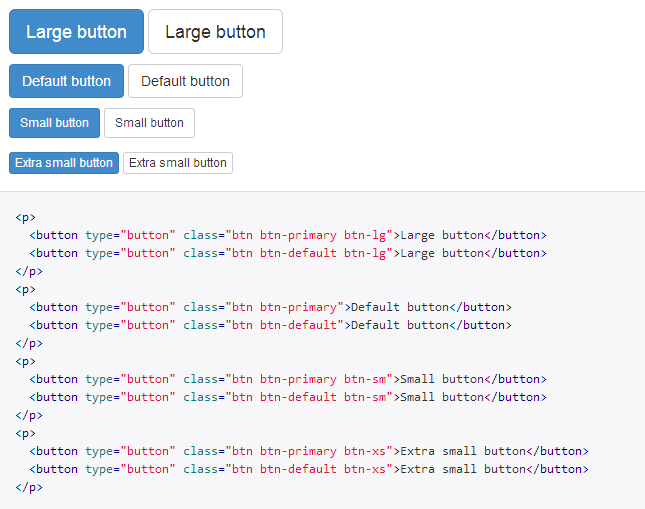 Large button Large button
Default button Default button
Small button Small button
Extra small button Extra small button
<p>
  <button type="button" class="btn btn-primary btn-lg">Large button</button>
  <button type="button" class="btn btn-default btn-lg">Large button</button>
</p>
<p>
  <button type="button" class="btn btn-primary">Default button</button>
  <button type="button" class="btn btn-default">Default button</button>
</p>
<p>
  <button type="button" class="btn btn-primary btn-sm">Small button</button>
  <button type="button" class="btn btn-default btn-sm">Small button</button>
</p>
<p>
  <button type="button" class="btn btn-primary btn-xs">Extra small button</button>
  <button type="button" class="btn btn-default btn-xs">Extra small button</button>
</p>